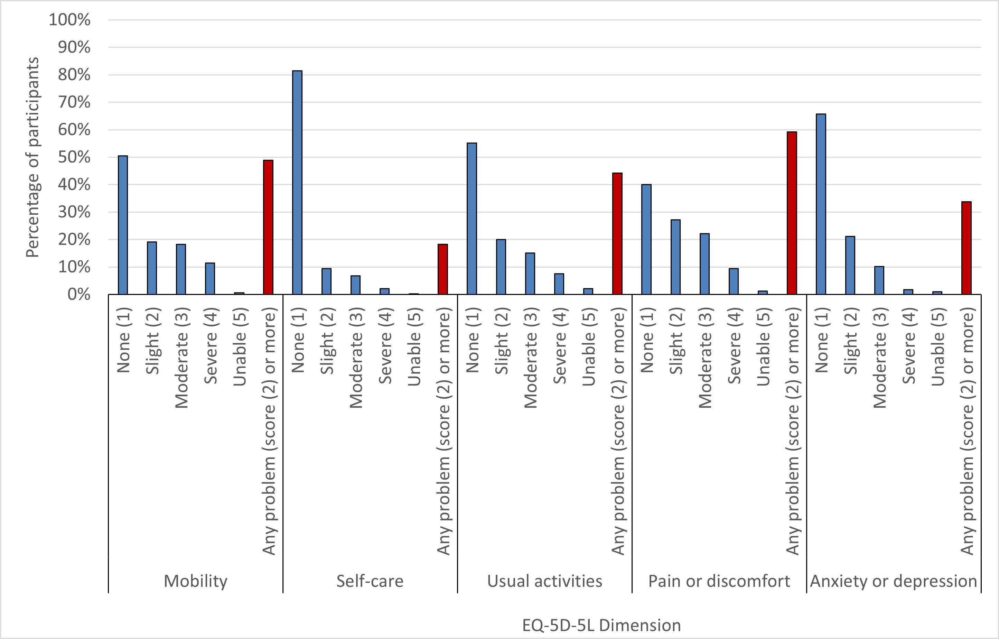 Percentage of participants
100%
90%
80%
70%
60%
50%
40%
30%
20%
10%
0%
None (1)
Slight (2)
Moderate (3)
Severe (4)
Unable (5)
Any problem (score (2) or more)
None (1)
Slight (2)
Moderate (3)
Severe (4)
Unable (5)
Any problem (score (2) or more)
None (1)
Slight (2)
Moderate (3)
Severe (4)
Unable (5)
Any problem (score (2) or more)
None (1)
Slight (2)
Moderate (3)
Severe (4)
Unable (5)
Any problem (score (2) or more)
None (1)
Slight (2)
Moderate (3)
Severe (4)
Unable (5)
Any problem (score (2) or more)
Mobility
Self-care
Usual activities
Pain or discomfort
Anxiety or depression
EQ-5D-5L Dimension